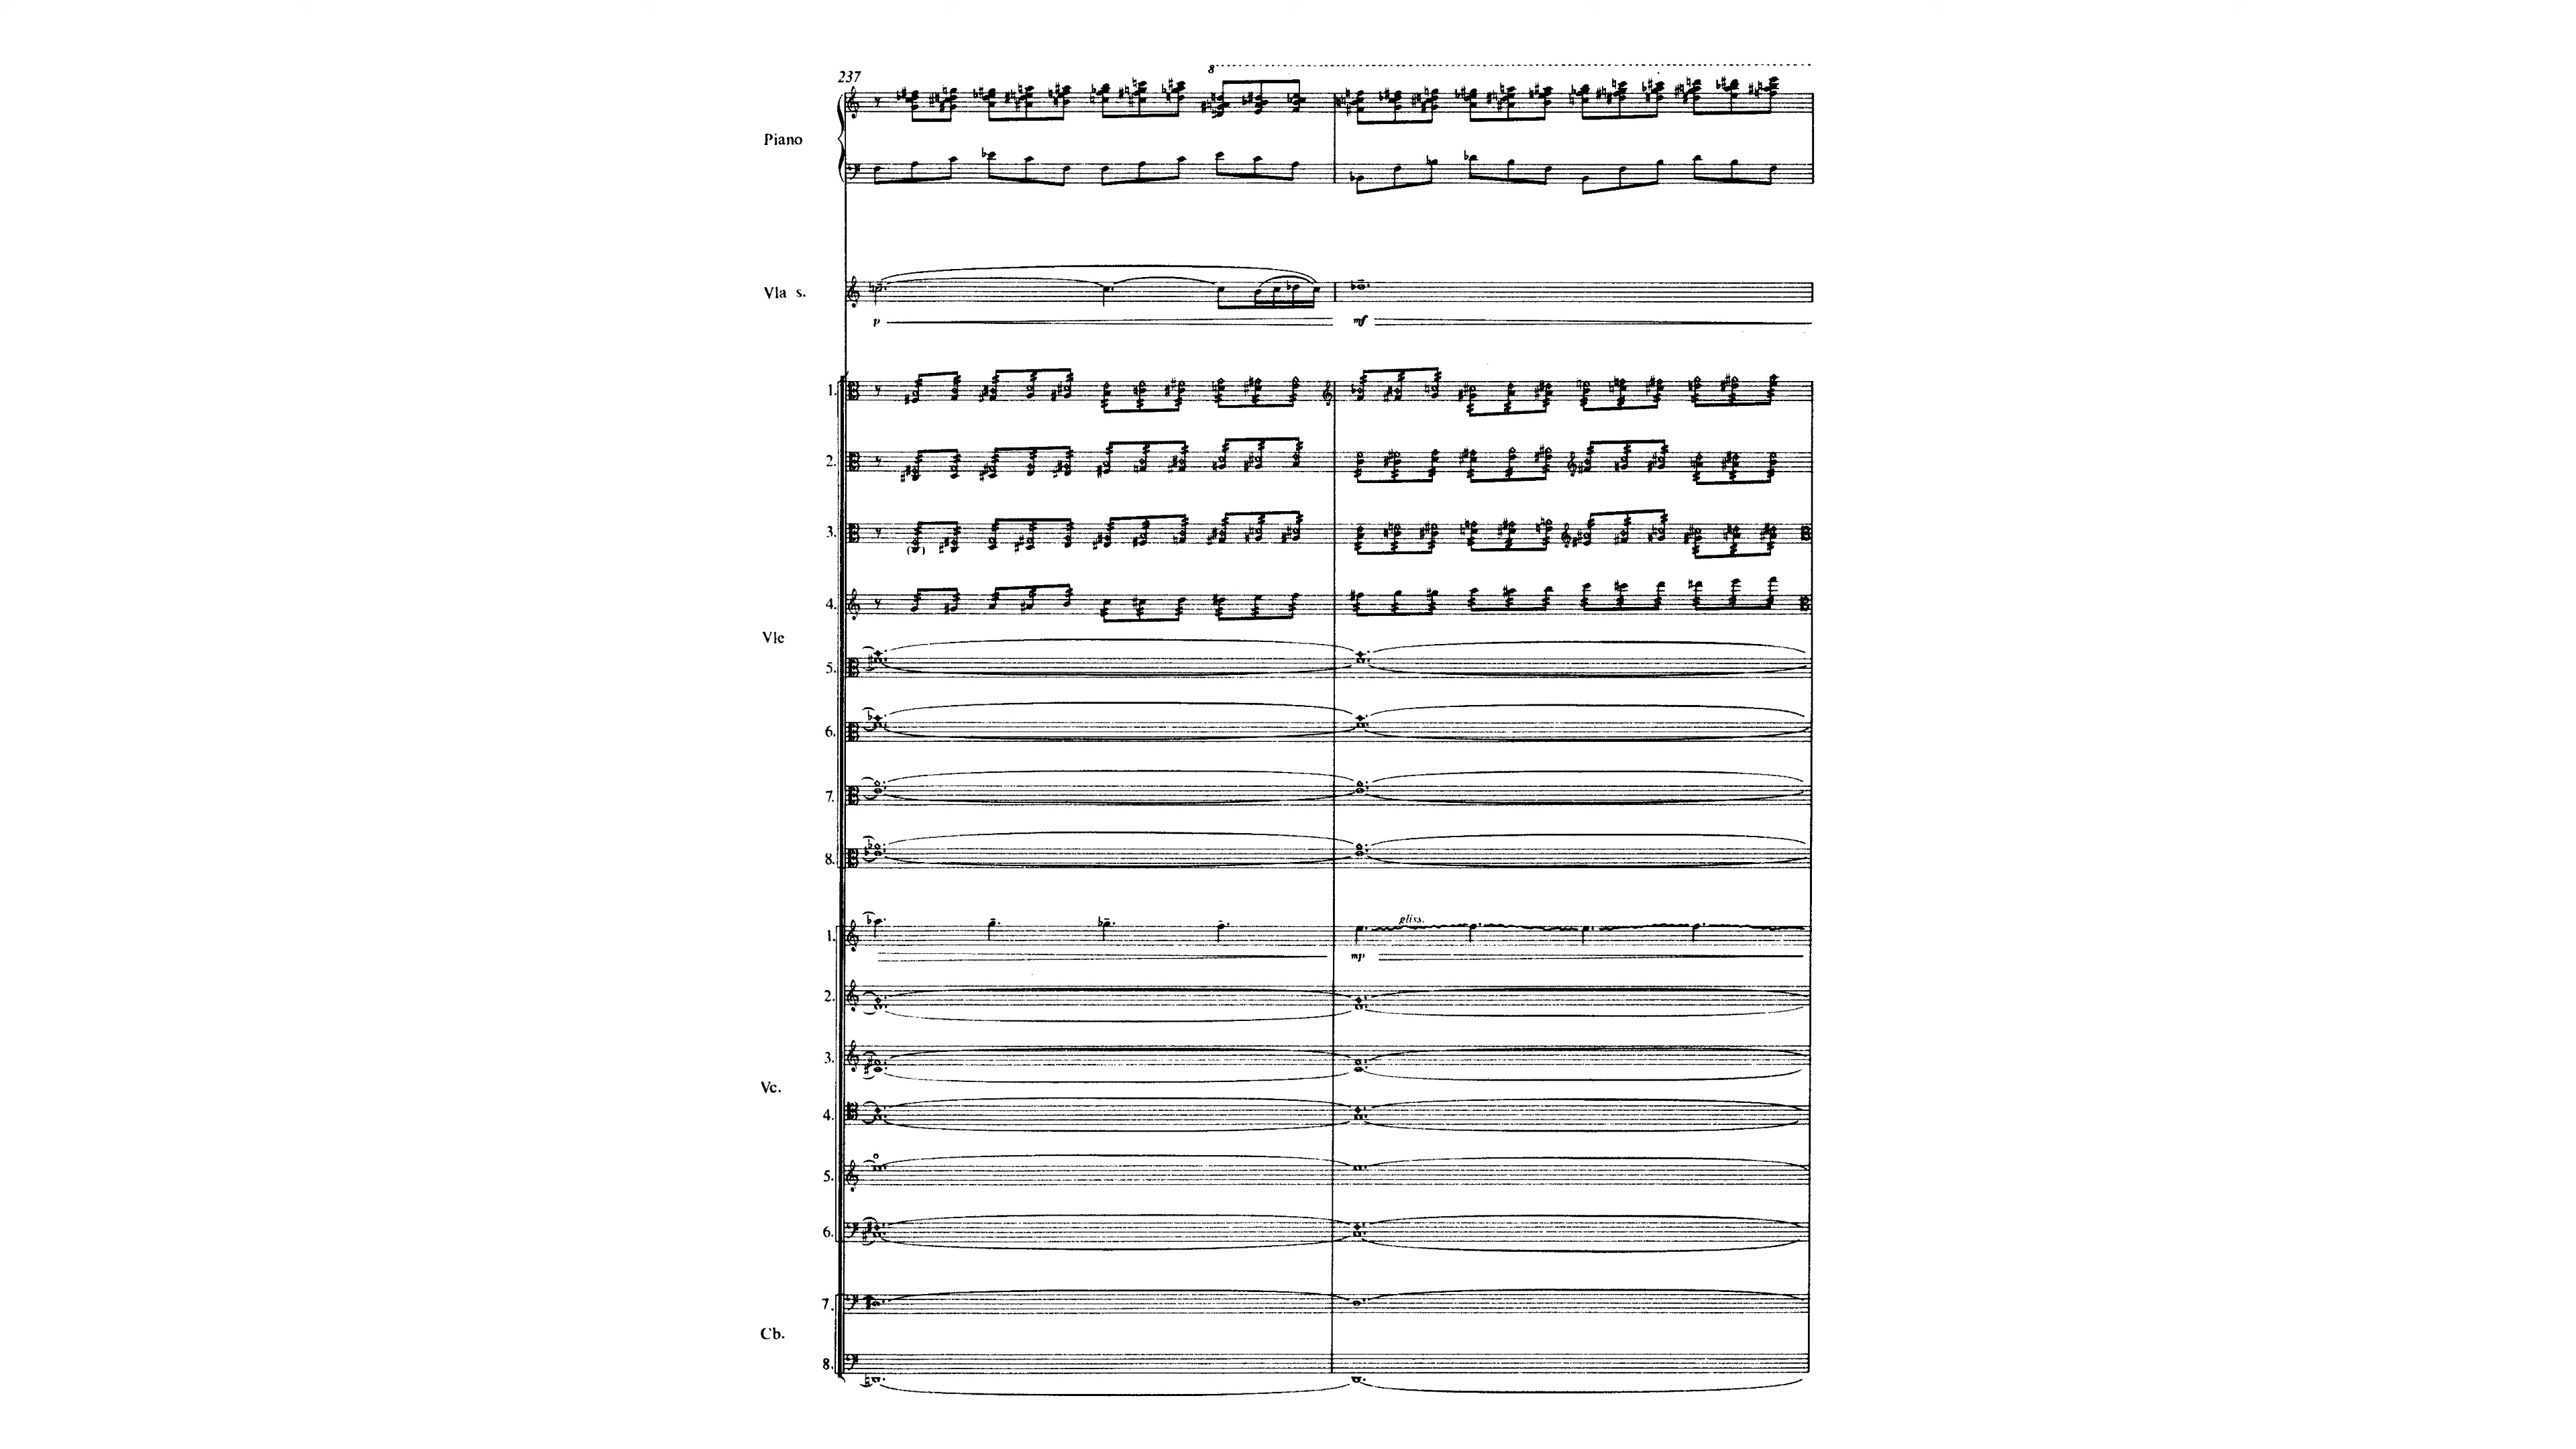 237
8
Piano
Vla s.
p
mf
1.
2.
3.
4.
Vle
5.
6.
7.
8.
gliss.
1.
mp
2.
3.
Vc.
4.
5.
6.
7.
Cb.
8.